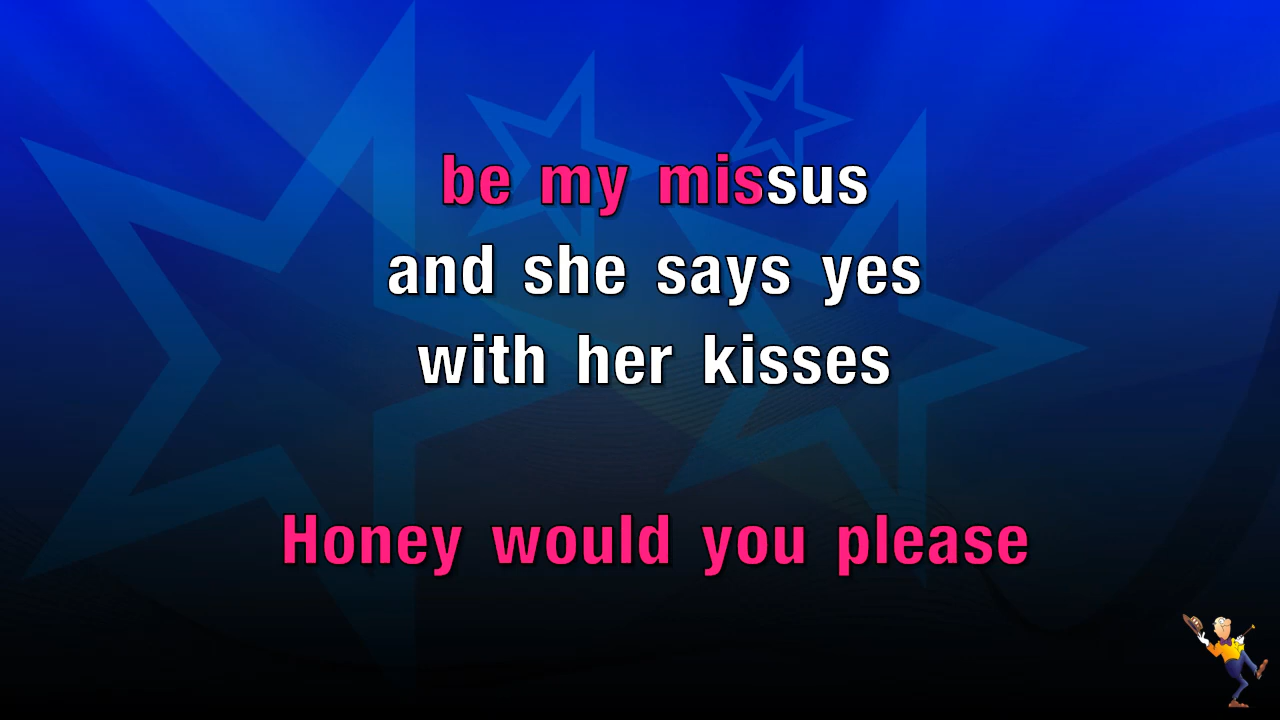 be my missus
and she says yes
with her kisses
Honey would you please